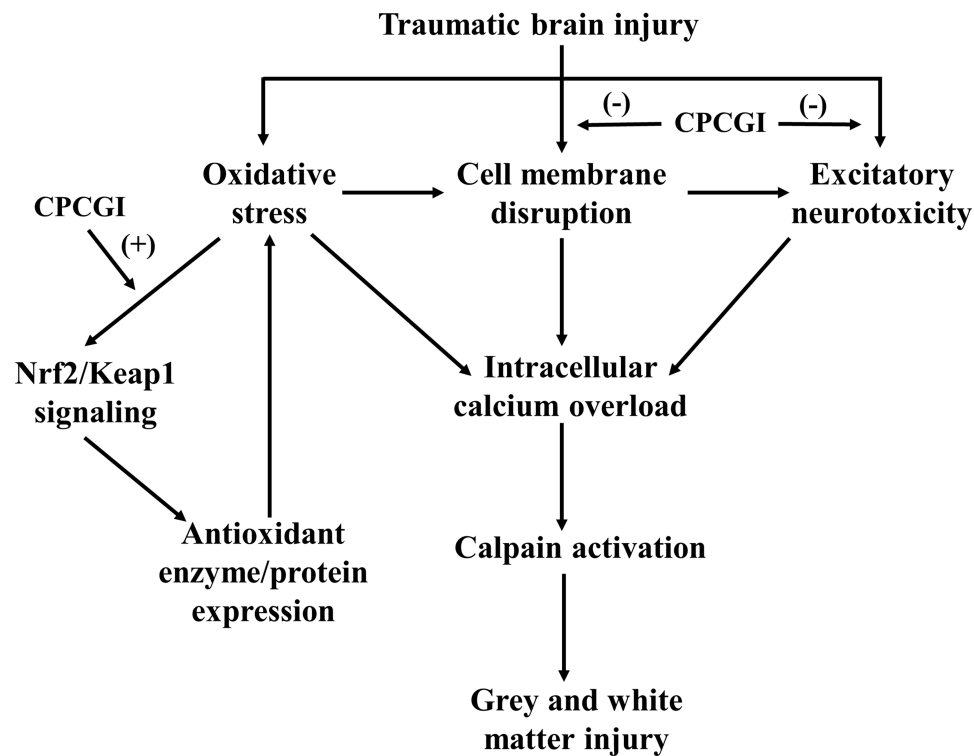 Traumatic brain injury
(-)
(-)
CPCGI
Oxidative
stress
Cell membrane
disruption
Excitatory
neurotoxicity
CPCGI
(+)
Nrf2/Keap1
signaling
Intracellular
calcium overload
Antioxidant
enzyme/protein
expression
Calpain activation
Grey and white
matter injury